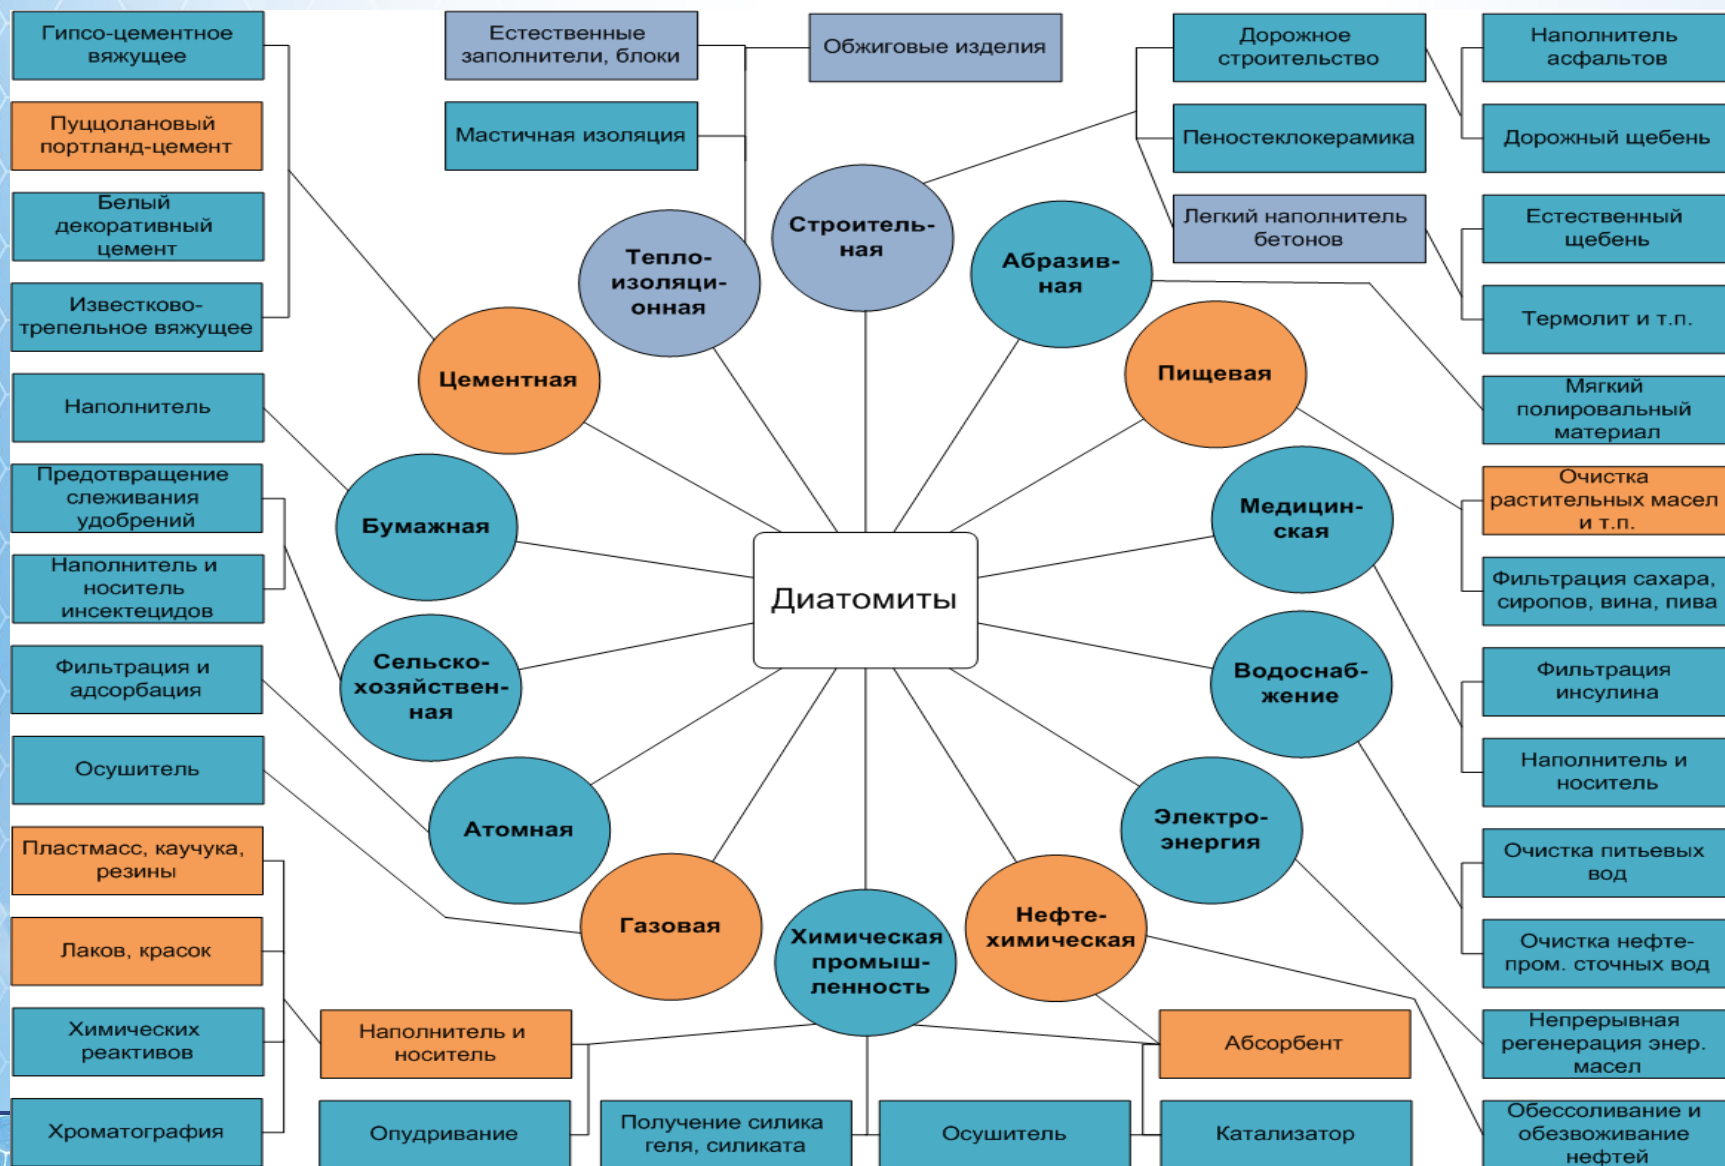 Гипсо-цементное
вяжущее
Пуццолановый
портланд-цемент
Белый
декоративный
цемент
Известково-
трепельное вяжущее
Наполнитель
Предотвращение
слеживания
удобрений
Наполнитель и
носитель
инсектецидов
Фильтрация и
адсорбация
Осушитель
Пластмасс, каучука,
резины
Лаков, красок
Химических
реактивов
Хроматография
Естественные
заполнители, блоки
Мастичная изоляция
Обжиговые изделия
Дорожное
строительство
Пеностеклокерамика
Легкий наполнитель
бетонов
Наполнитель
асфальтов
Дорожный щебень
Естественный
щебень
Термолит и т.п.
Мягкий
полировальный
материал
Очистка
растительных масел
и т.п.
Фильтрация сахара,
сиропов, вина, пива
Фильтрация
инсулина
Наполнитель и
носитель
Очистка питьевых
вод
Очистка нефте-
пром. сточных вод
Непрерывная
регенерация энер.
масел
Обессоливание и
обезвоживание
нефтей
Строитель-
ная
Тепло-
изоляци-
онная
Абразив-
ная
Цементная
Пищевая
Бумажная
Медицин-
ская
Диатомиты
Сельско-
хозяйствен-
ная
Водоснаб-
жение
Атомная
Электро-
энергия
Газовая
Химическая
промыш-
ленность
Нефте-
химическая
Наполнитель и
носитель
Абсорбент
Опудривание
Получение силика
геля, силиката
Осушитель
Катализатор